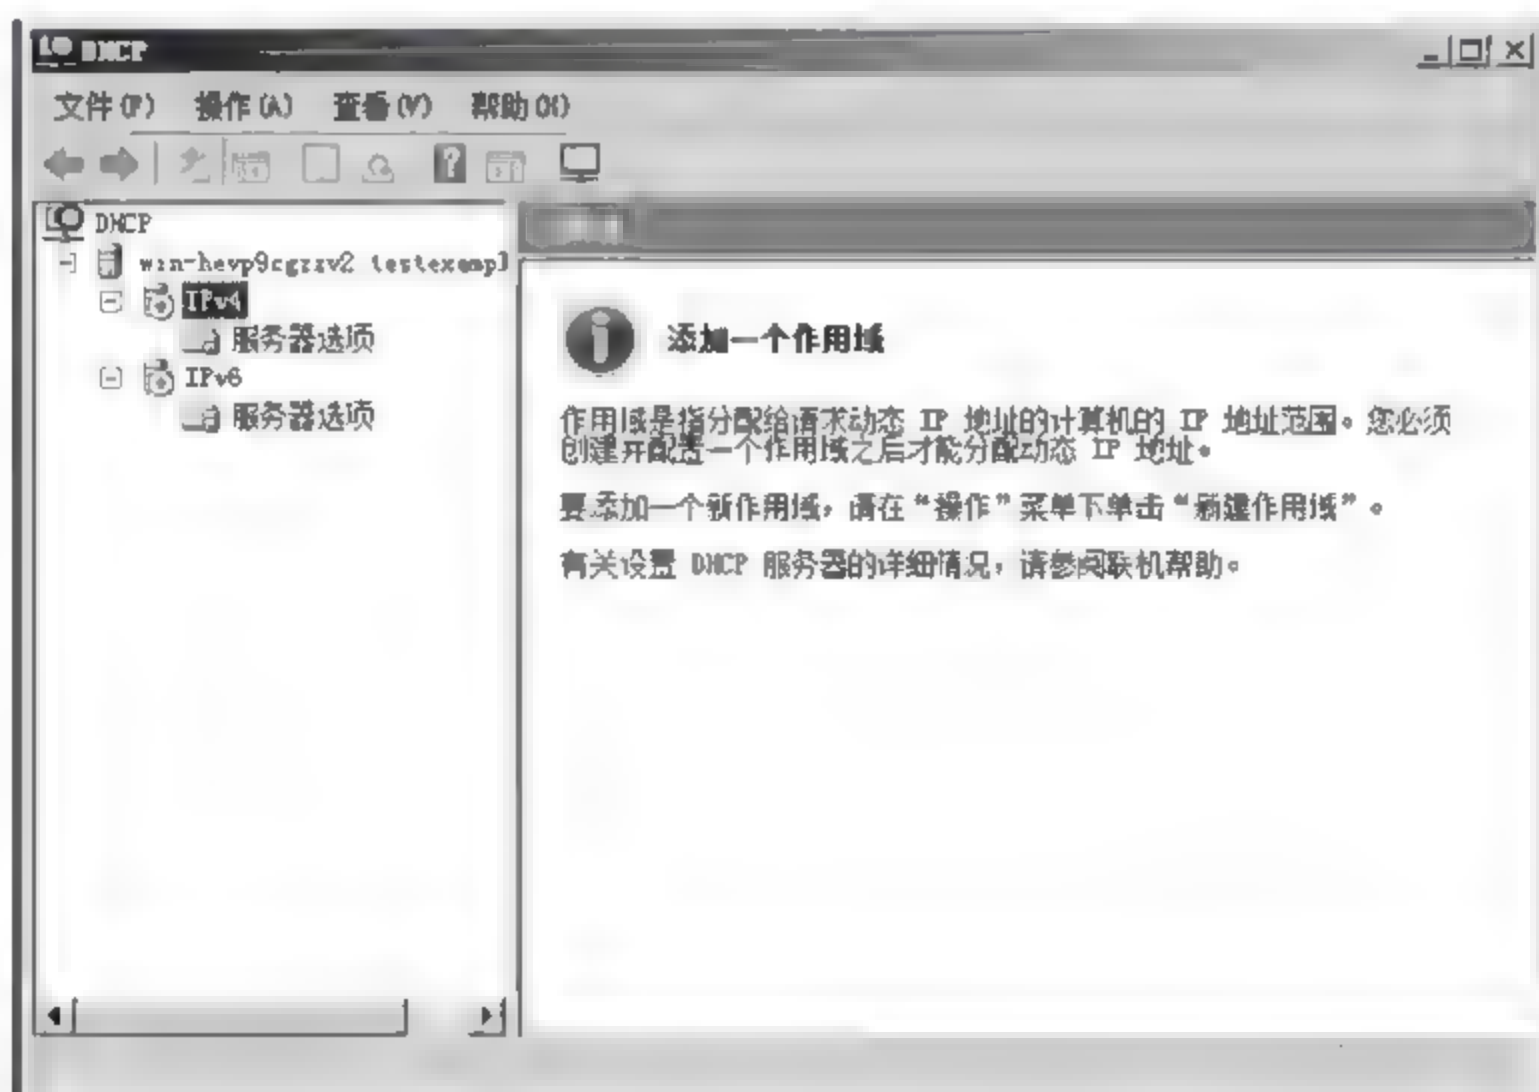 DHCP
文件(F) 操作(A) 查看(V) 帮助(H)
DHCP
IPv4
服务器选项
IPv6
服务器选项
添加一个作用域
作用域是指分配给请求动态 IP 地址的计算机的 IP 地址范围。您必须
创建并配置一个作用域之后才能分配动态 IP 地址。
要添加一个新作用域，请在“操作”菜单下单击“新建作用域”。
有关设置 DHCP 服务器的详细情况，请参阅联机帮助。